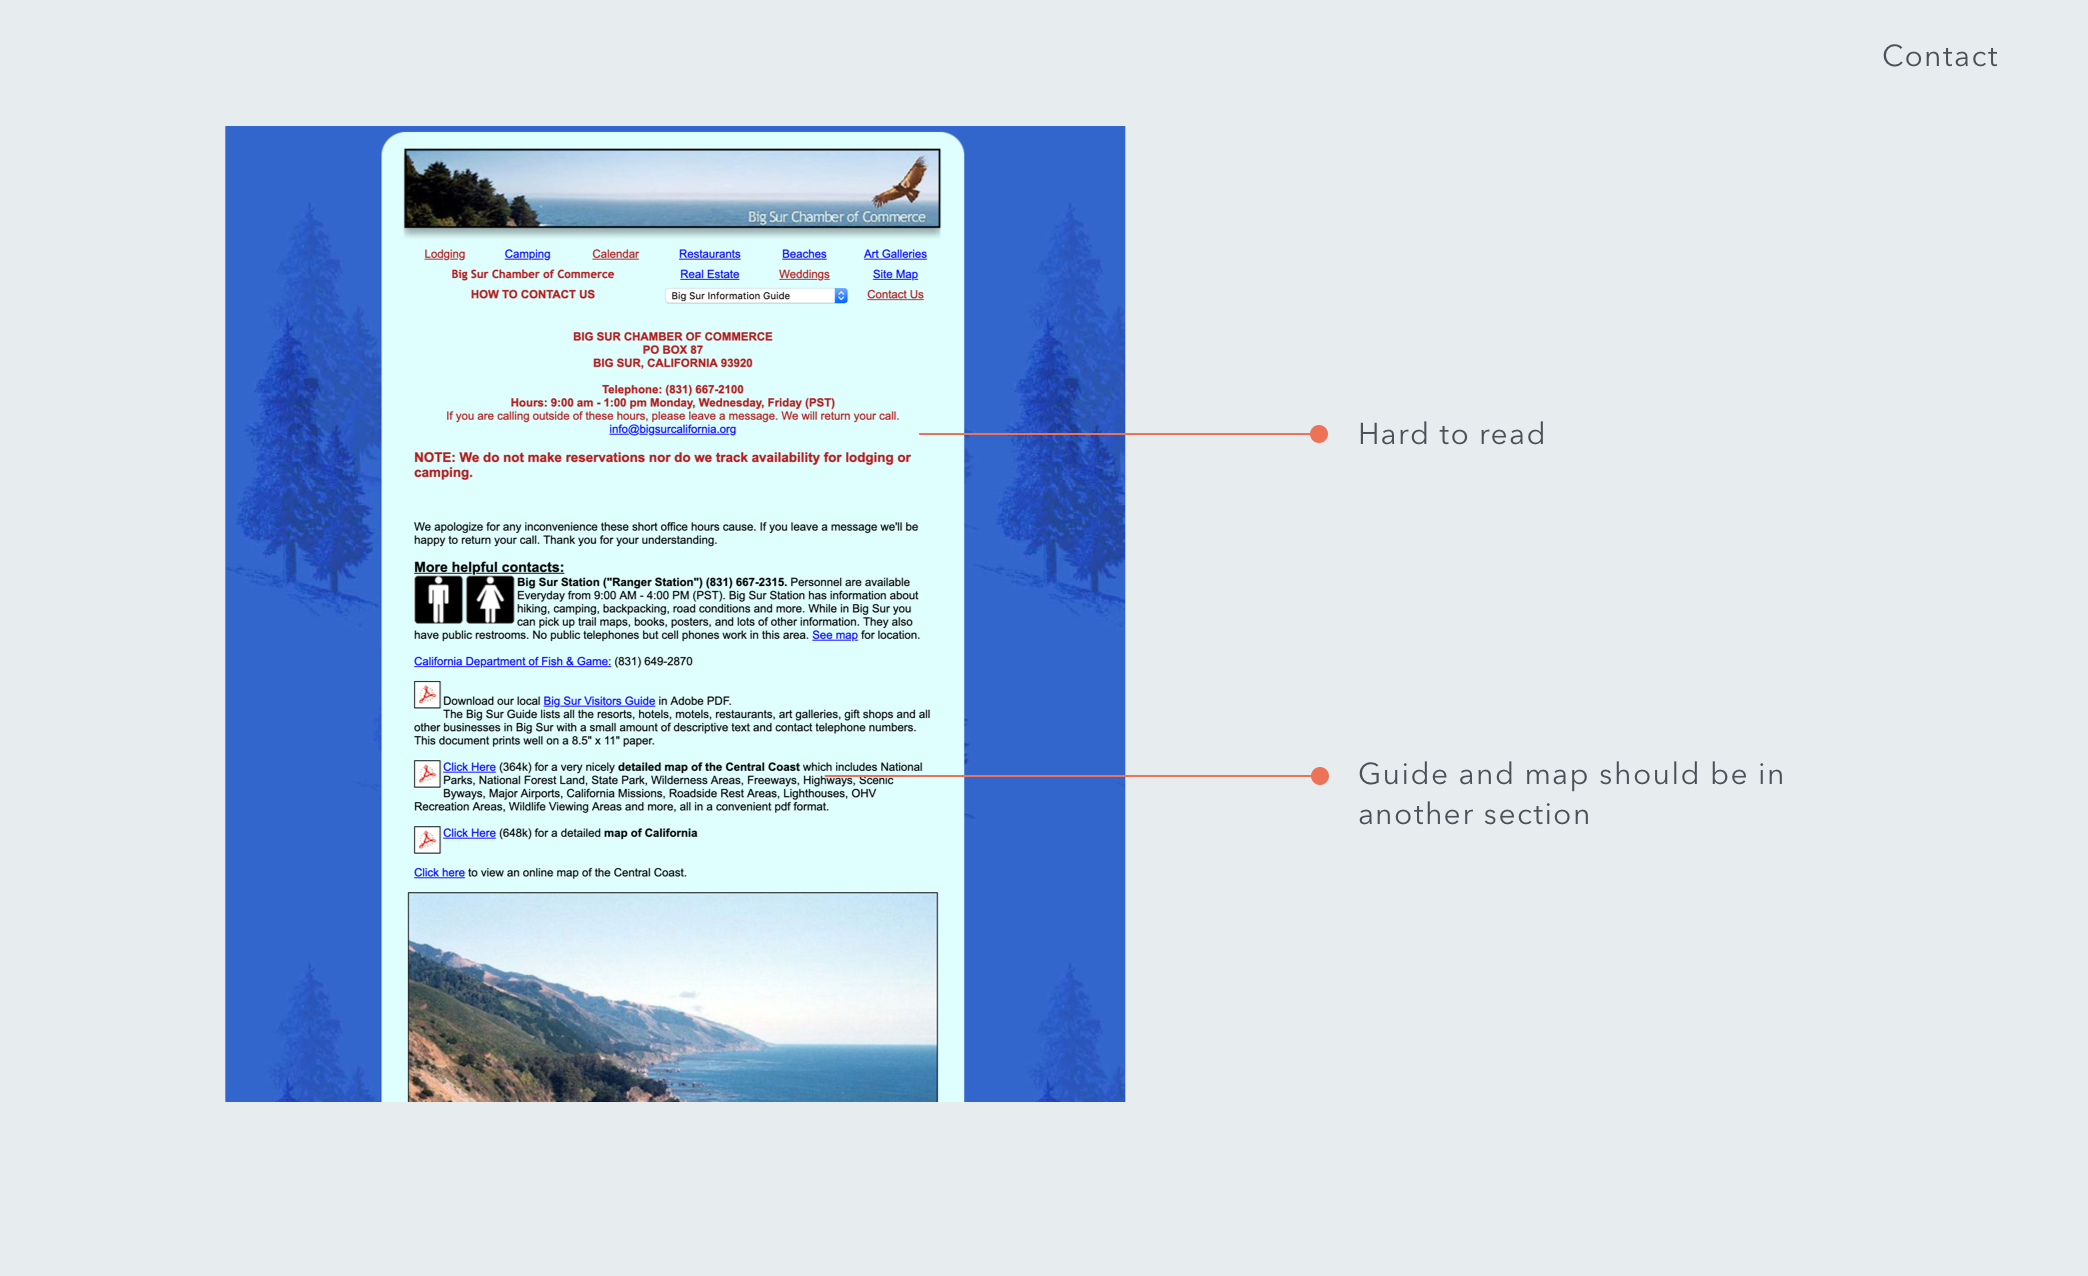 Contact
Big Sur Chamber of Commerce
Lodging Camping Calendar Restaurants Beaches Art Galleries
Big Sur Chamber of Commerce Real Estate Weddings Site Map
HOW TO CONTACT US Big Sur Information Guide Contact Us
BIG SUR CHAMBER OF COMMERCE
PO BOX 87
BIG SUR, CALIFORNIA 93920
Telephone: (831) 667-2100
Hours: 9:00 am - 1:00 pm Monday, Wednesday, Friday (PST)
If you are calling outside of these hours, please leave a message. We will return your call.
info@bigsurcalifornia.org
Hard to read
NOTE: We do not make reservations nor do we track availability for lodging or
camping.
We apologize for any inconvenience these short office hours cause. If you leave a message we'll be
happy to return your call. Thank you for your understanding.
More helpful contacts:
Big Sur Station ("Ranger Station") (831) 667-2315. Personnel are available
Everyday from 9:00 AM - 4:00 PM (PST). Big Sur Station has information about
hiking, camping, backpacking, road conditions and more. While in Big Sur you
can pick up trail maps, books, posters, and lots of other information. They also
have public restrooms. No public telephones but cell phones work in this area. See map for location.
California Department of Fish & Game: (831) 649-2870
Download our local Big Sur Visitors Guide in Adobe PDF.
The Big Sur Guide lists all the resorts, hotels, motels, restaurants, art galleries, gift shops and all
other businesses in Big Sur with a small amount of descriptive text and contact telephone numbers.
This document prints well on a 8.5" x 11" paper.
Click Here (364k) for a very nicely detailed map of the Central Coast which includes National
Parks, National Forest Land, State Park, Wilderness Areas, Freeways, Highways, Scenic
Byways, Major Airports, California Missions, Roadside Rest Areas, Lighthouses, OHV
Recreation Areas, Wildlife Viewing Areas and more, all in a convenient pdf format.
Guide and map should be in
another section
Click Here (648k) for a detailed map of California
Click here to view an online map of the Central Coast.